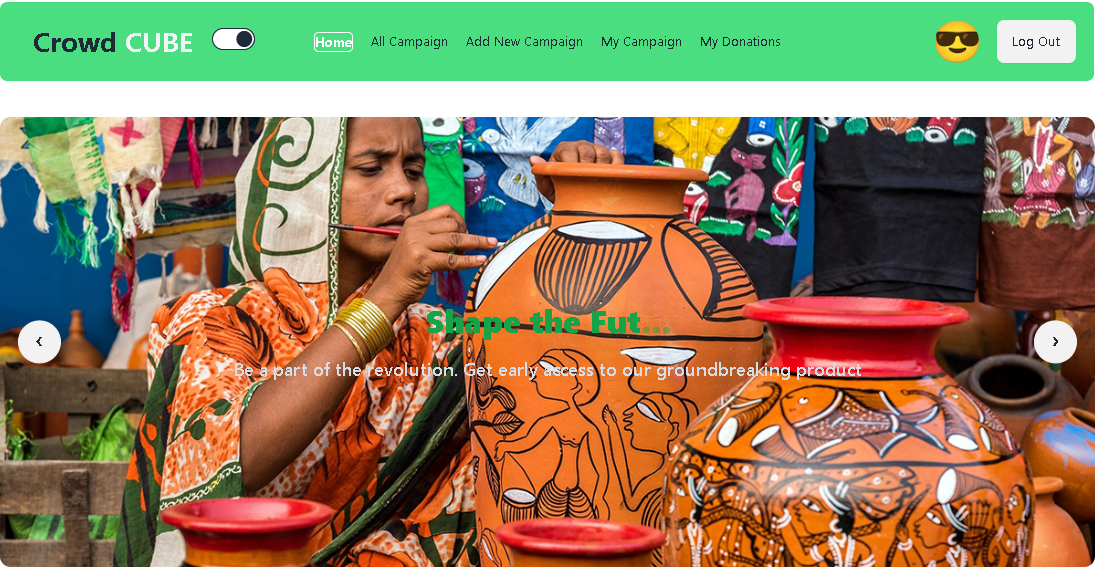 Crowd CUBE
Home All Campaign Add New Campaign My Campaign My Donations
Log Out
Shape the Fut...
Be a part of the revolution. Get early access to our groundbreaking product